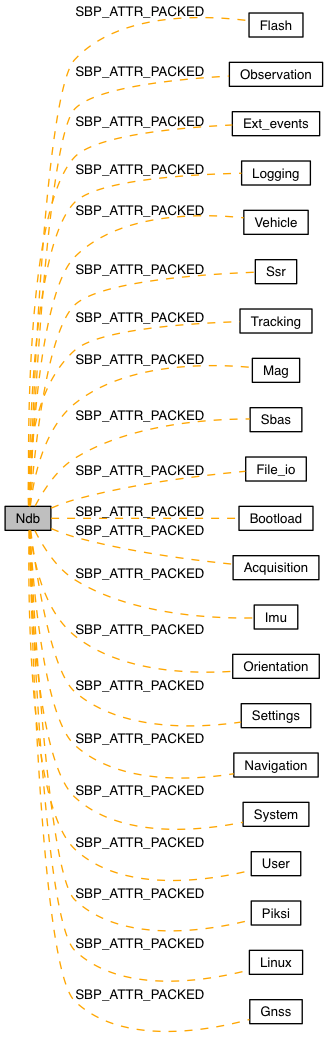 SBP_ATTR_PACKED
Flash
SBP_ATTR_PACKED
Observation
SBP_ATTR_PACKED
Ext_events
SBP_ATTR_PACKED
Logging
SBP_ATTR_PACKED
Vehicle
SBP_ATTR_PACKED
Ssr
SBP_ATTR_PACKED
Tracking
SBP_ATTR_PACKED
Mag
SBP_ATTR_PACKED
Sbas
SBP_ATTR_PACKED
File_io
Ndb
SBP_ATTR_PACKED
Bootload
SBP_ATTR_PACKED
Acquisition
SBP_ATTR_PACKED
Imu
SBP_ATTR_PACKED
Orientation
SBP_ATTR_PACKED
Settings
SBP_ATTR_PACKED
Navigation
SBP_ATTR_PACKED
System
SBP_ATTR_PACKED
User
SBP_ATTR_PACKED
Piksi
SBP_ATTR_PACKED
Linux
SBP_ATTR_PACKED
Gnss